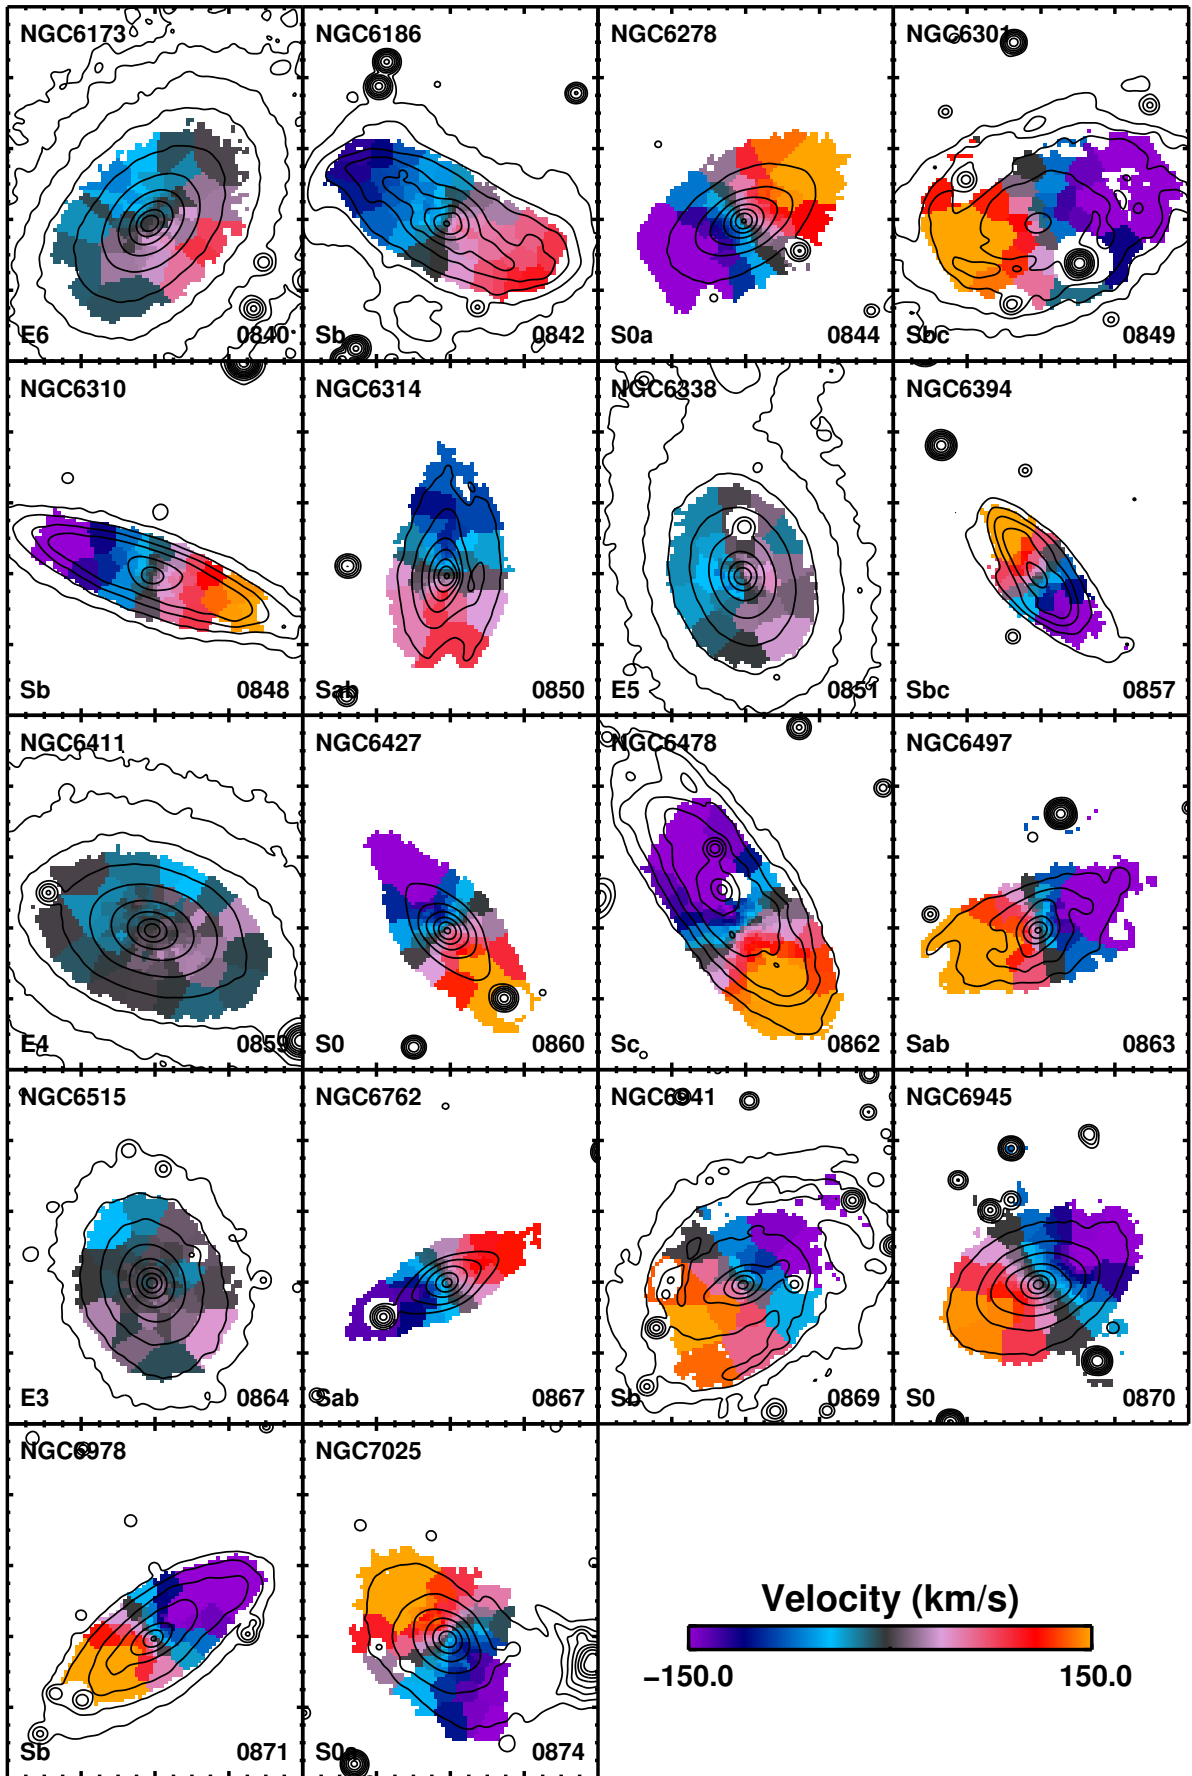 NGC6173 NGC6186 NGC6278 NGC6301
E6 0840 Sb 0842 S0a 0844 Sbc 0849
NGC6310 NGC6314 NGC6338 NGC6394
Sb 0848 Sab 0850 E5 0851 Sbc 0857
NGC6411 NGC6427 NGC6478 NGC6497
E4 0859 S0 0860 Sc 0862 Sab 0863
NGC6515 NGC6762 NGC6941 NGC6945
E3 0864 Sab 0867 Sb 0869 S0 0870
NGC6978 NGC7025
Velocity (km/s)
−150.0 150.0
Sb 0871 S0a 0874